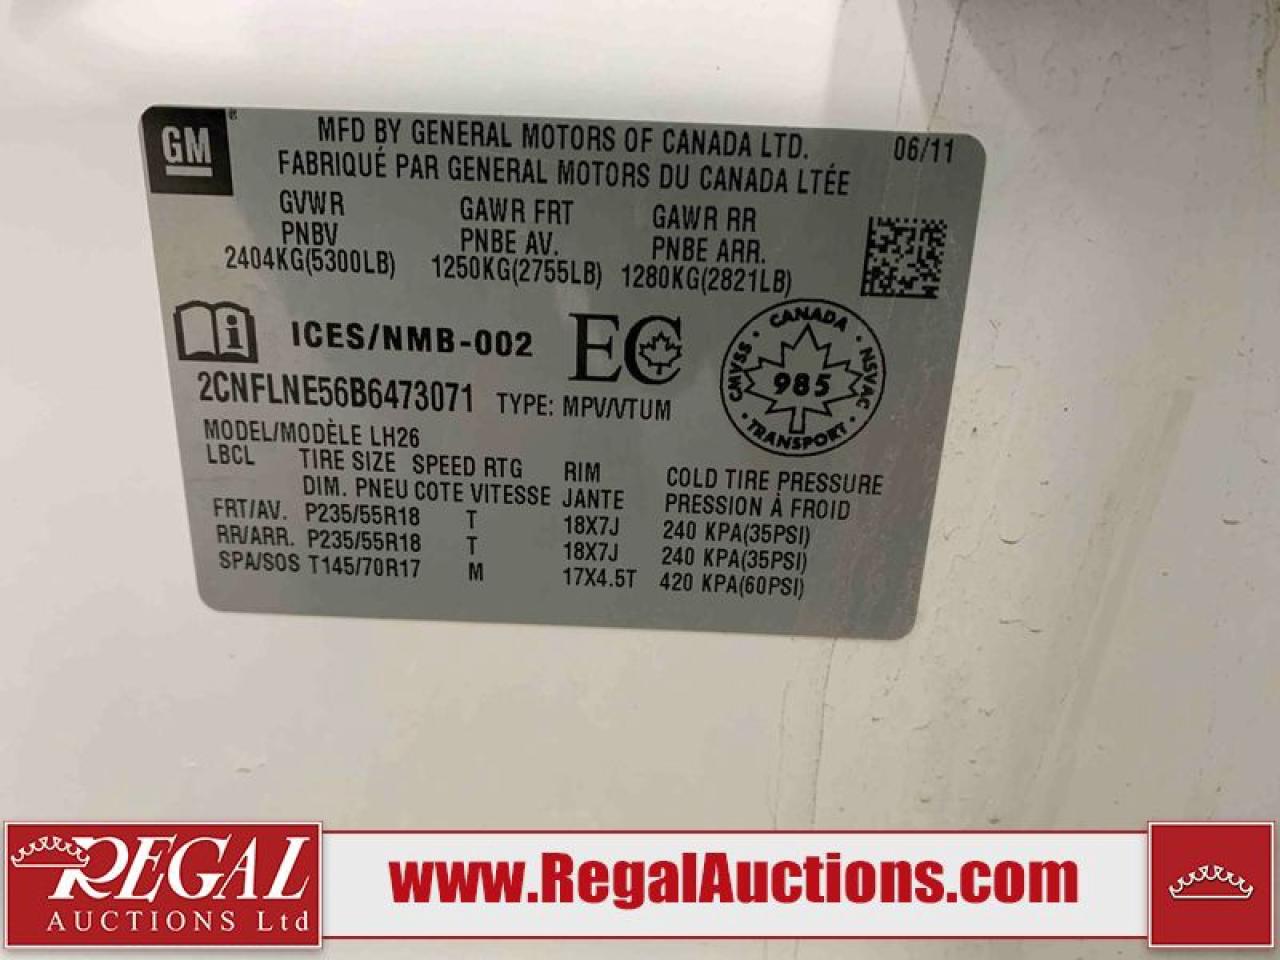 GM ®
MFD BY GENERAL MOTORS OF CANADA LTD. 06/11
FABRIQUÉ PAR GENERAL MOTORS DU CANADA LTÉE
GVWR GAWR FRT GAWR RR
PNBV PNBE AV. PNBE ARR.
2404KG(5300LB) 1250KG(2755LB) 1280KG(2821LB)
i ICES/NMB-002 EC
CANADA
CMVSS 985 NSVAC
TRANSPORT
2CNFLNE56B6473071 TYPE: MPV/VTUM
MODEL/MODÈLE LH26
LBCL TIRE SIZE SPEED RTG RIM COLD TIRE PRESSURE
DIM. PNEU COTE VITESSE JANTE PRESSION À FROID
FRT/AV. P235/55R18 T 18X7J 240 KPA(35PSI)
RR/ARR. P235/55R18 T 18X7J 240 KPA(35PSI)
SPA/SOS T145/70R17 M 17X4.5T 420 KPA(60PSI)
REGAL
AUCTIONS Ltd
www.RegalAuctions.com